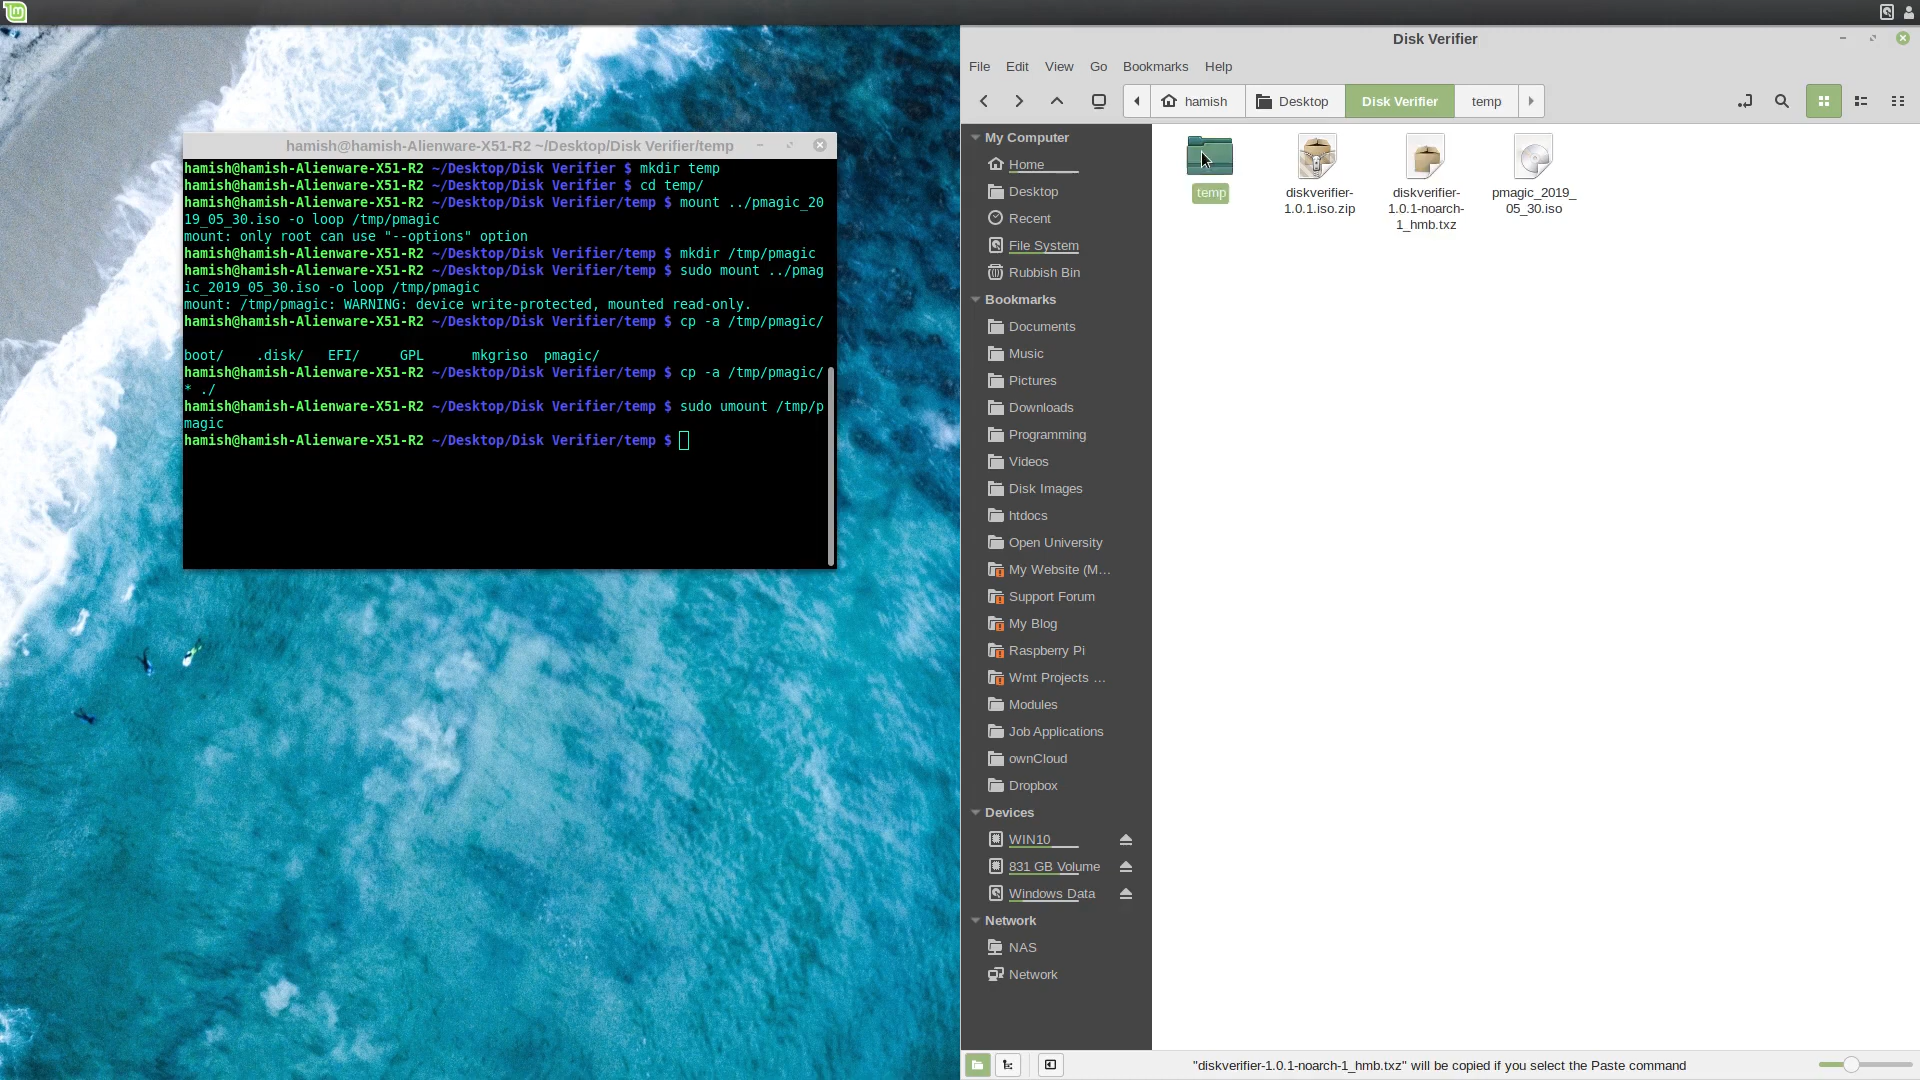 Disk Verifier
File Edit View Go Bookmarks Help
hamish Desktop Disk Verifier temp
hamish@hamish-Alienware-X51-R2 ~/Desktop/Disk Verifier/temp
hamish@hamish-Alienware-X51-R2 ~/Desktop/Disk Verifier $ mkdir temp
hamish@hamish-Alienware-X51-R2 ~/Desktop/Disk Verifier $ cd temp/
hamish@hamish-Alienware-X51-R2 ~/Desktop/Disk Verifier/temp $ mount ../pmagic_20
19_05_30.iso -o loop /tmp/pmagic
mount: only root can use "--options" option
hamish@hamish-Alienware-X51-R2 ~/Desktop/Disk Verifier/temp $ mkdir /tmp/pmagic
hamish@hamish-Alienware-X51-R2 ~/Desktop/Disk Verifier/temp $ sudo mount ../pmag
ic_2019_05_30.iso -o loop /tmp/pmagic
mount: /tmp/pmagic: WARNING: device write-protected, mounted read-only.
hamish@hamish-Alienware-X51-R2 ~/Desktop/Disk Verifier/temp $ cp -a /tmp/pmagic/
boot/ .disk/ EFI/ GPL mkgriso pmagic/
hamish@hamish-Alienware-X51-R2 ~/Desktop/Disk Verifier/temp $ cp -a /tmp/pmagic/
* ./
hamish@hamish-Alienware-X51-R2 ~/Desktop/Disk Verifier/temp $ sudo umount /tmp/p
magic
hamish@hamish-Alienware-X51-R2 ~/Desktop/Disk Verifier/temp $
My Computer
Home
Desktop
Recent
File System
Rubbish Bin
Bookmarks
Documents
Music
Pictures
Downloads
Programming
Videos
Disk Images
htdocs
Open University
My Website (M…
Support Forum
My Blog
Raspberry Pi
Wmt Projects …
Modules
Job Applications
ownCloud
Dropbox
Devices
WIN10
831 GB Volume
Windows Data
Network
NAS
Network
temp
diskverifier-
1.0.1.iso.zip
diskverifier-
1.0.1-noarch-
1_hmb.txz
pmagic_2019_
05_30.iso
"diskverifier-1.0.1-noarch-1_hmb.txz" will be copied if you select the Paste command